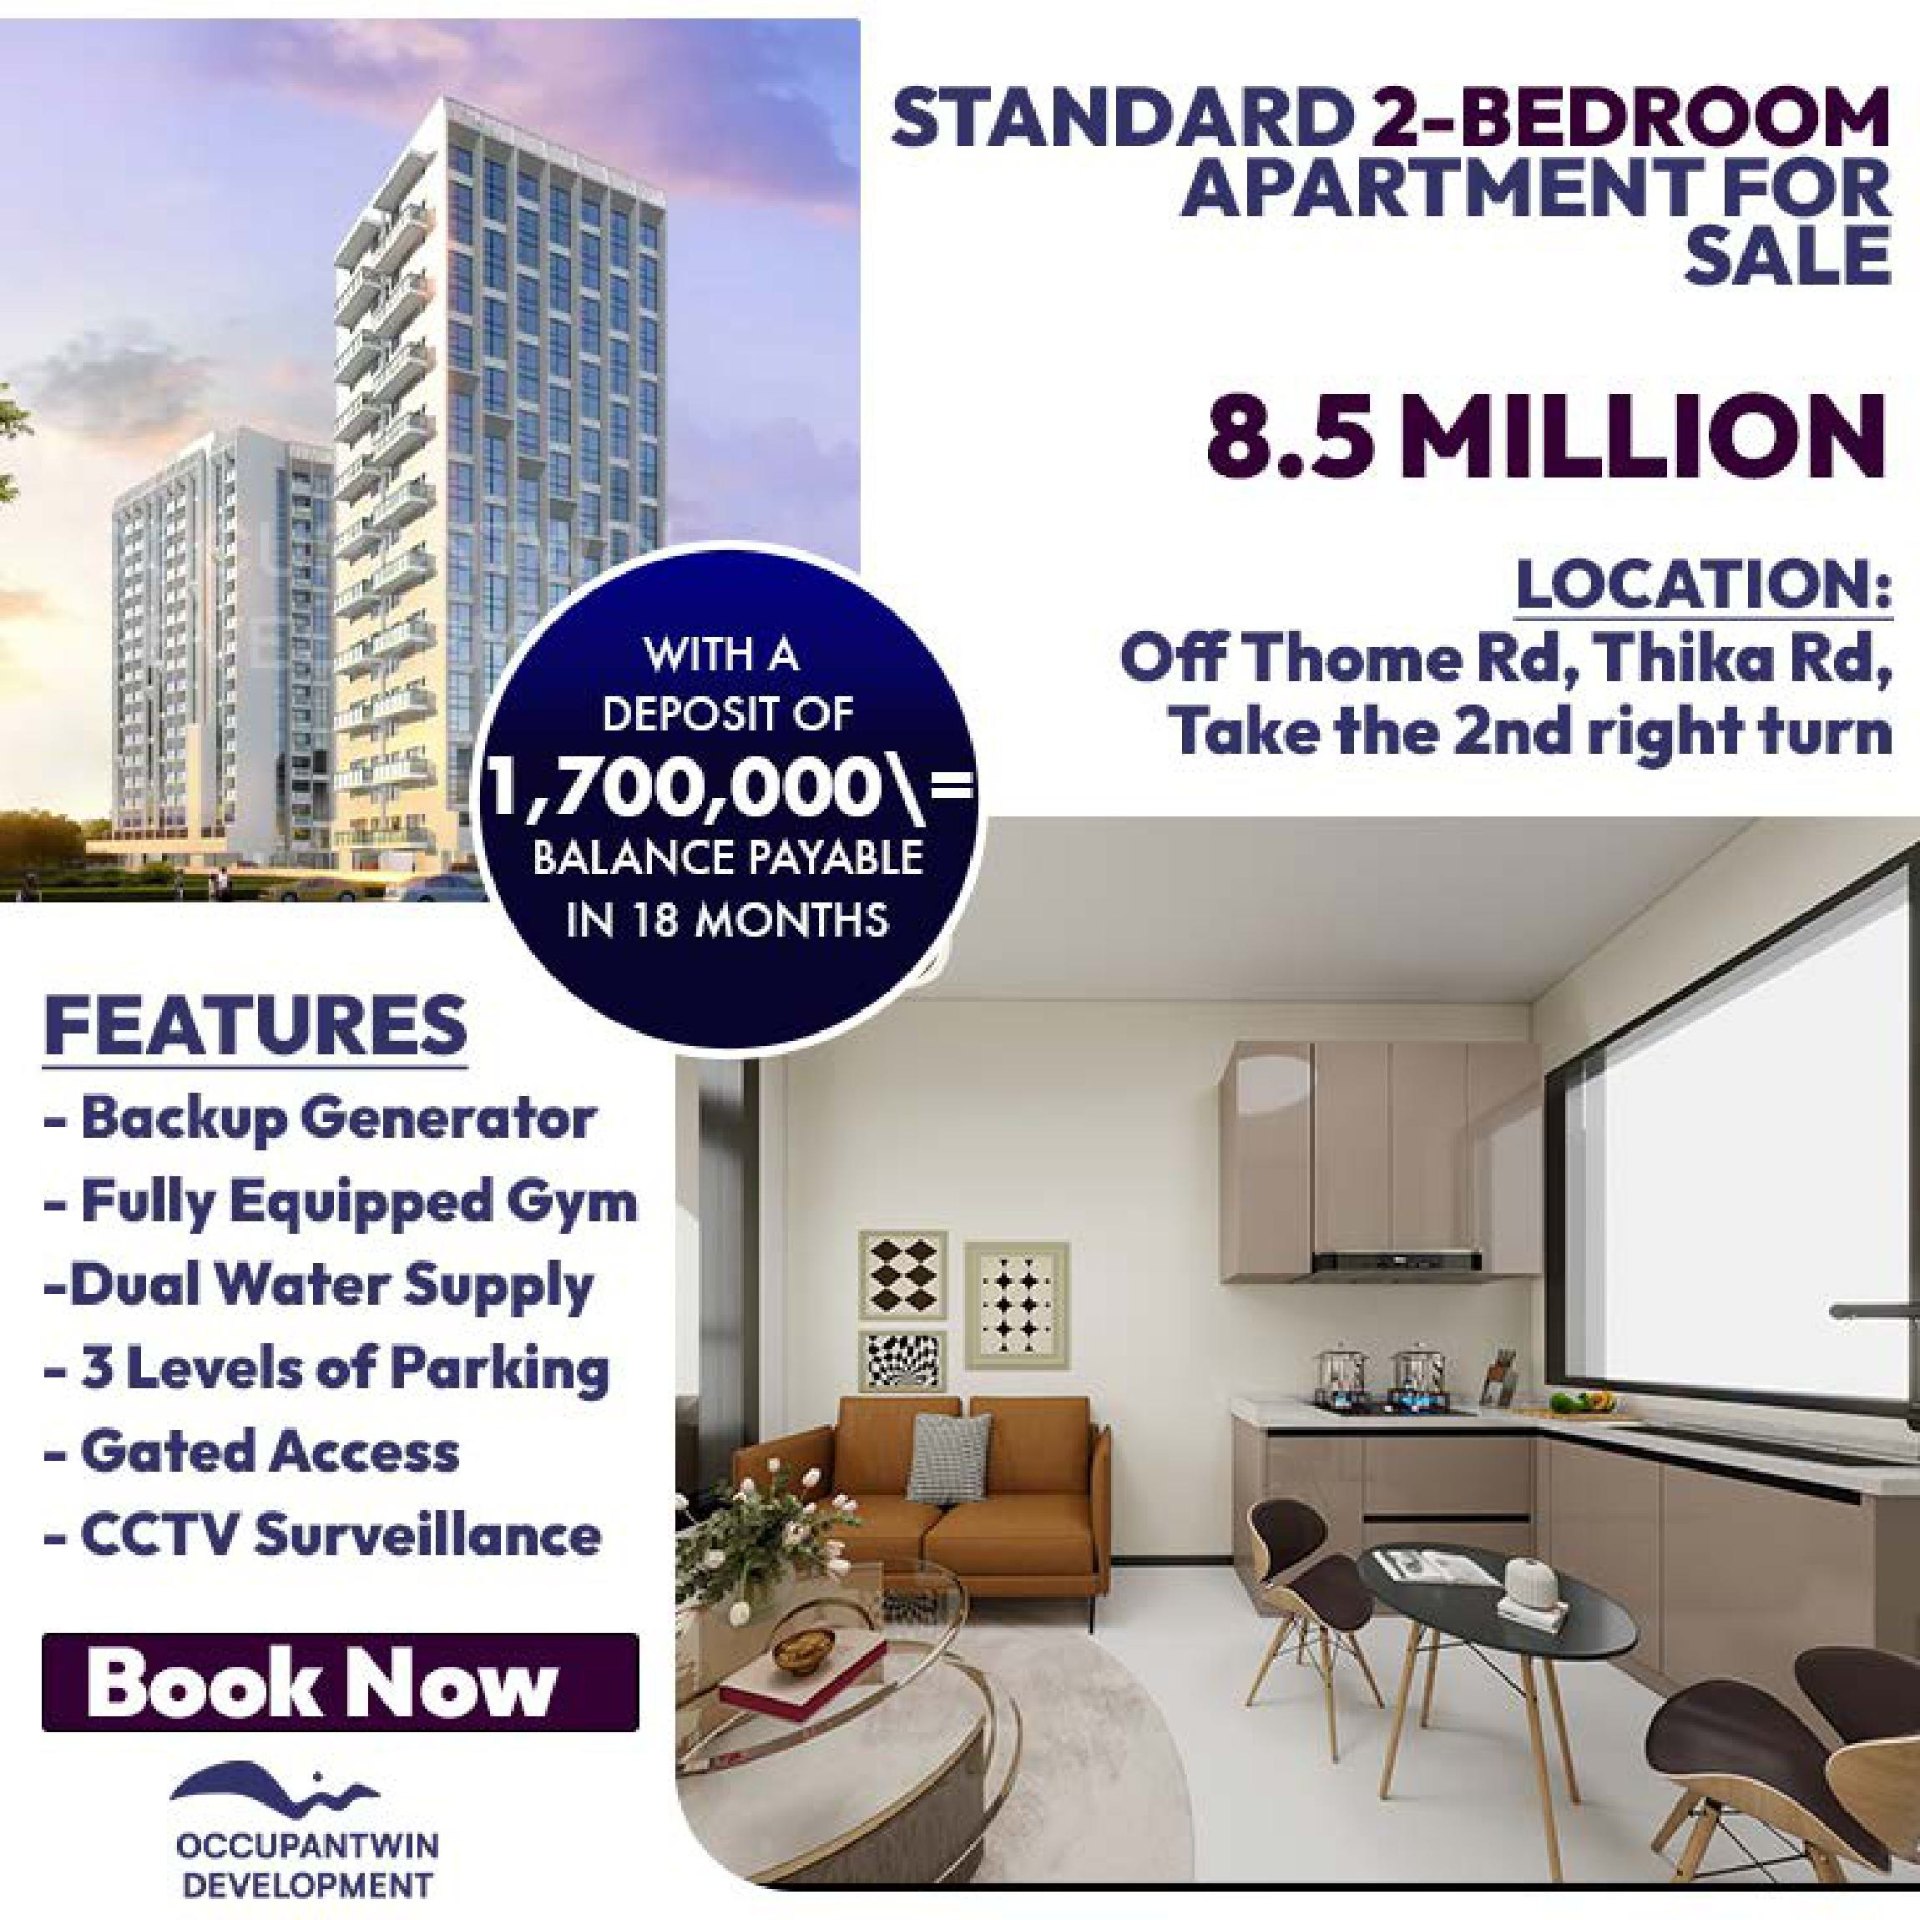 STANDARD 2-BEDROOM
APARTMENT FOR
SALE
8.5 MILLION
LOCATION:
Off Thome Rd, Thika Rd,
Take the 2nd right turn
WITH A
DEPOSIT OF
1,700,000\=
BALANCE PAYABLE
IN 18 MONTHS
FEATURES
- Backup Generator
- Fully Equipped Gym
-Dual Water Supply
- 3 Levels of Parking
- Gated Access
- CCTV Surveillance
Book Now
OCCUPANTWIN
DEVELOPMENT